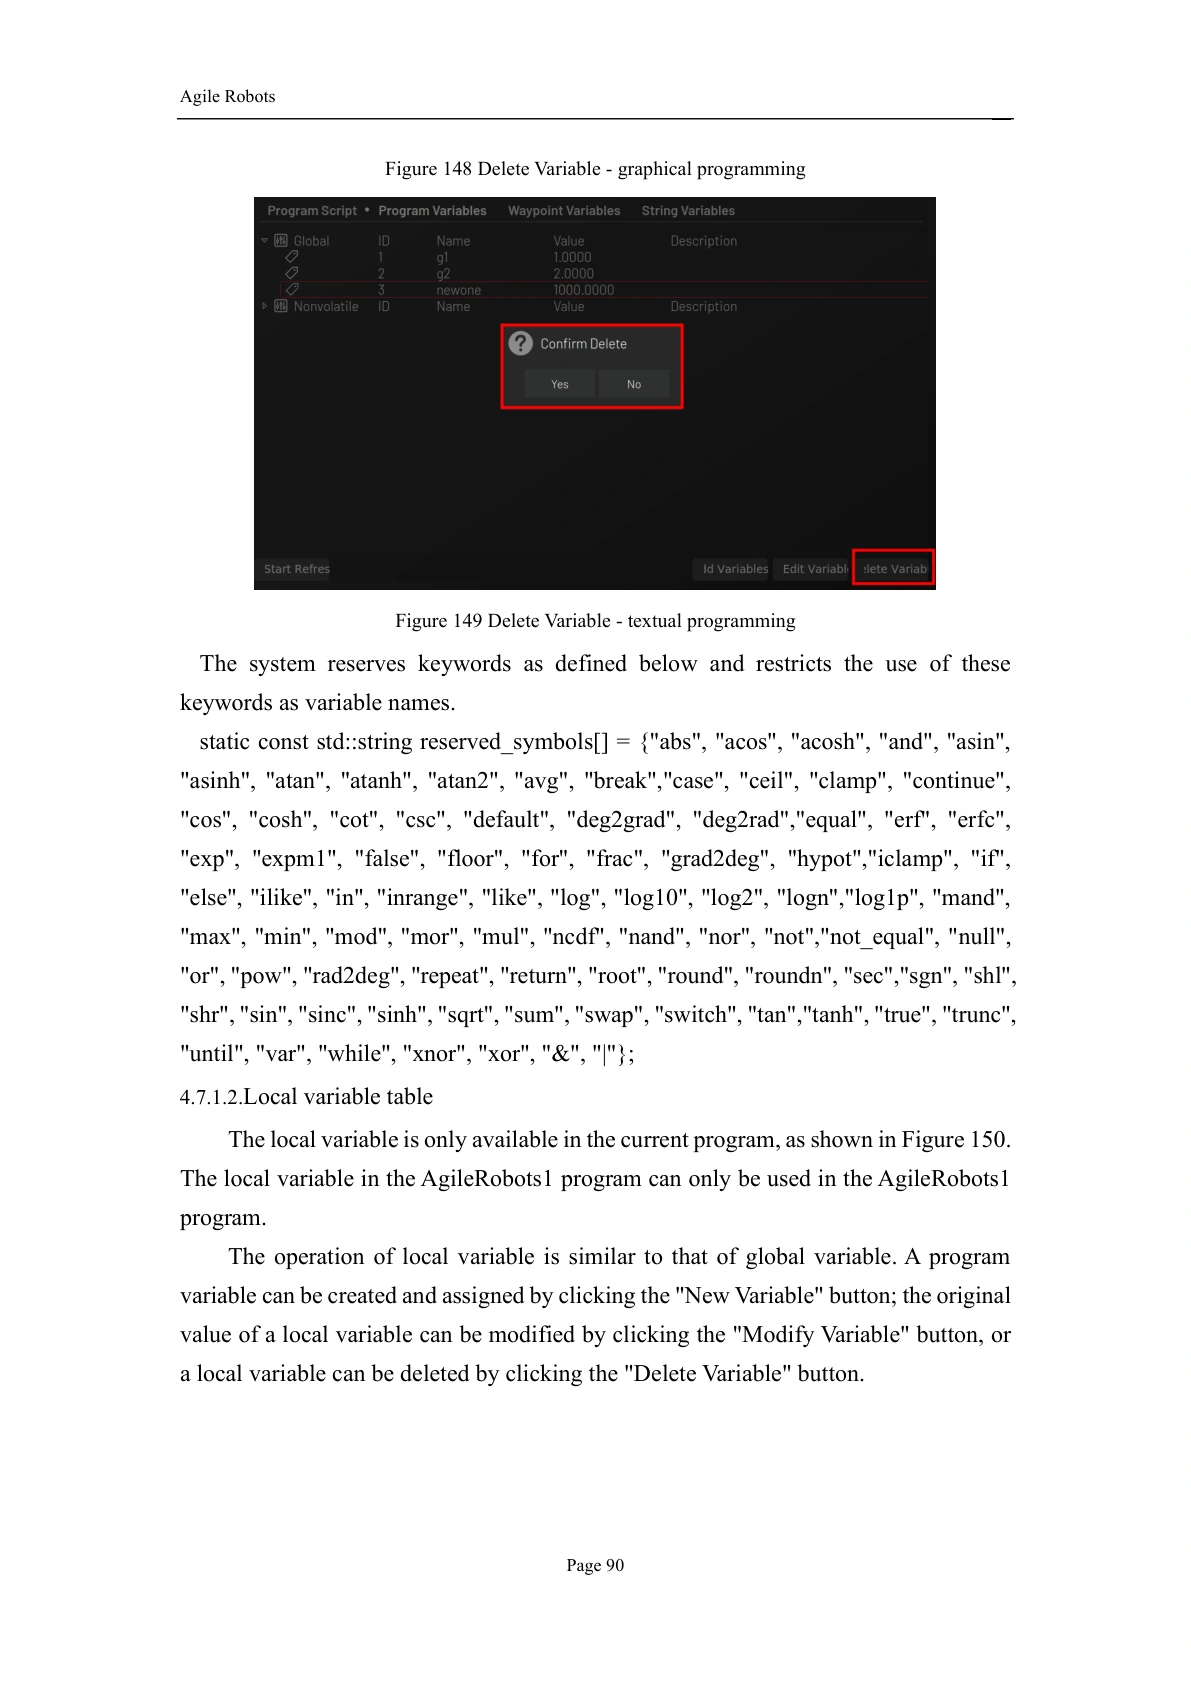 Agile Robots
Figure 148 Delete Variable - graphical programming
Program Script • Program Variables Waypoint Variables String Variables
Global ID Name Value Description
1 g1 1.0000
2 g2 2.0000
3 newone 1000.0000
Nonvolatile ID Name Value Description
? Confirm Delete
Yes No
Start Refres ld Variables Edit Variabl lete Variab
Figure 149 Delete Variable - textual programming
The system reserves keywords as defined below and restricts the use of these
keywords as variable names.
static const std::string reserved_symbols[] = {"abs", "acos", "acosh", "and", "asin",
"asinh", "atan", "atanh", "atan2", "avg", "break","case", "ceil", "clamp", "continue",
"cos", "cosh", "cot", "csc", "default", "deg2grad", "deg2rad","equal", "erf", "erfc",
"exp", "expm1", "false", "floor", "for", "frac", "grad2deg", "hypot","iclamp", "if",
"else", "ilike", "in", "inrange", "like", "log", "log10", "log2", "logn","log1p", "mand",
"max", "min", "mod", "mor", "mul", "ncdf", "nand", "nor", "not","not_equal", "null",
"or", "pow", "rad2deg", "repeat", "return", "root", "round", "roundn", "sec","sgn", "shl",
"shr", "sin", "sinc", "sinh", "sqrt", "sum", "swap", "switch", "tan","tanh", "true", "trunc",
"until", "var", "while", "xnor", "xor", "&", "|"};
4.7.1.2.Local variable table
The local variable is only available in the current program, as shown in Figure 150.
The local variable in the AgileRobots1 program can only be used in the AgileRobots1
program.
The operation of local variable is similar to that of global variable. A program
variable can be created and assigned by clicking the "New Variable" button; the original
value of a local variable can be modified by clicking the "Modify Variable" button, or
a local variable can be deleted by clicking the "Delete Variable" button.
Page 90